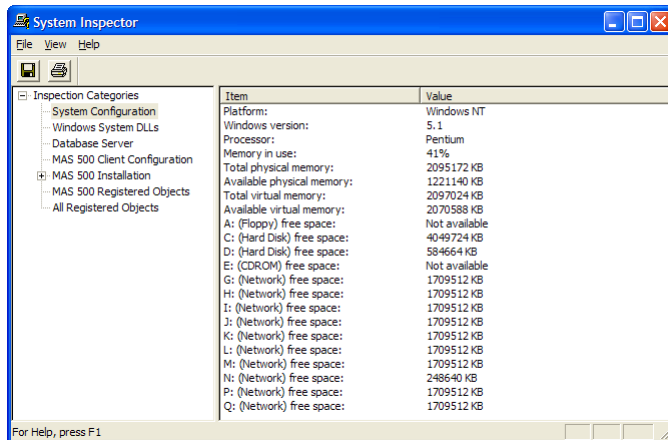 System Inspector
File View Help
Inspection Categories
System Configuration
Windows System DLLs
Database Server
MAS 500 Client Configuration
MAS 500 Installation
MAS 500 Registered Objects
All Registered Objects
Item Value
Platform: Windows NT
Windows version: 5.1
Processor: Pentium
Memory in use: 41%
Total physical memory: 2095172 KB
Available physical memory: 1221140 KB
Total virtual memory: 2097024 KB
Available virtual memory: 2070588 KB
A: (Floppy) free space: Not available
C: (Hard Disk) free space: 4049724 KB
D: (Hard Disk) free space: 584664 KB
E: (CDROM) free space: Not available
G: (Network) free space: 1709512 KB
H: (Network) free space: 1709512 KB
I: (Network) free space: 1709512 KB
J: (Network) free space: 1709512 KB
K: (Network) free space: 1709512 KB
L: (Network) free space: 1709512 KB
M: (Network) free space: 1709512 KB
N: (Network) free space: 248640 KB
P: (Network) free space: 1709512 KB
Q: (Network) free space: 1709512 KB
For Help, press F1